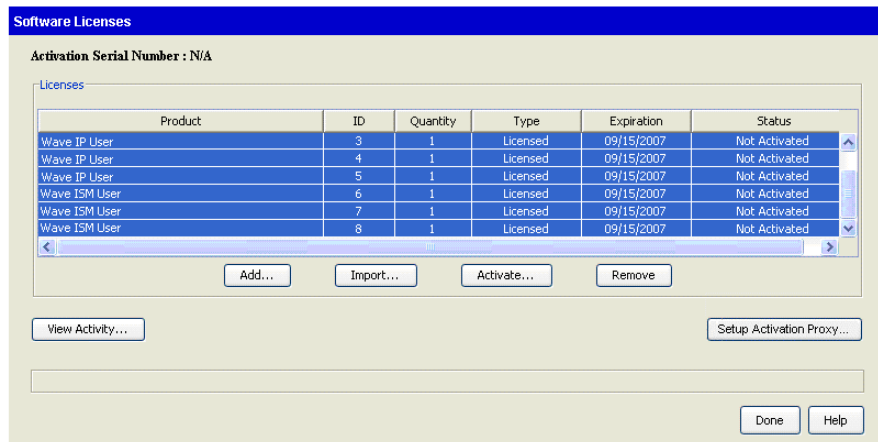 Software Licenses
Activation Serial Number : N/A
Licenses
Product ID Quantity Type Expiration Status
Wave IP User 3 1 Licensed 09/15/2007 Not Activated
Wave IP User 4 1 Licensed 09/15/2007 Not Activated
Wave IP User 5 1 Licensed 09/15/2007 Not Activated
Wave ISM User 6 1 Licensed 09/15/2007 Not Activated
Wave ISM User 7 1 Licensed 09/15/2007 Not Activated
Wave ISM User 8 1 Licensed 09/15/2007 Not Activated
Add... Import... Activate... Remove
View Activity... Setup Activation Proxy...
Done Help